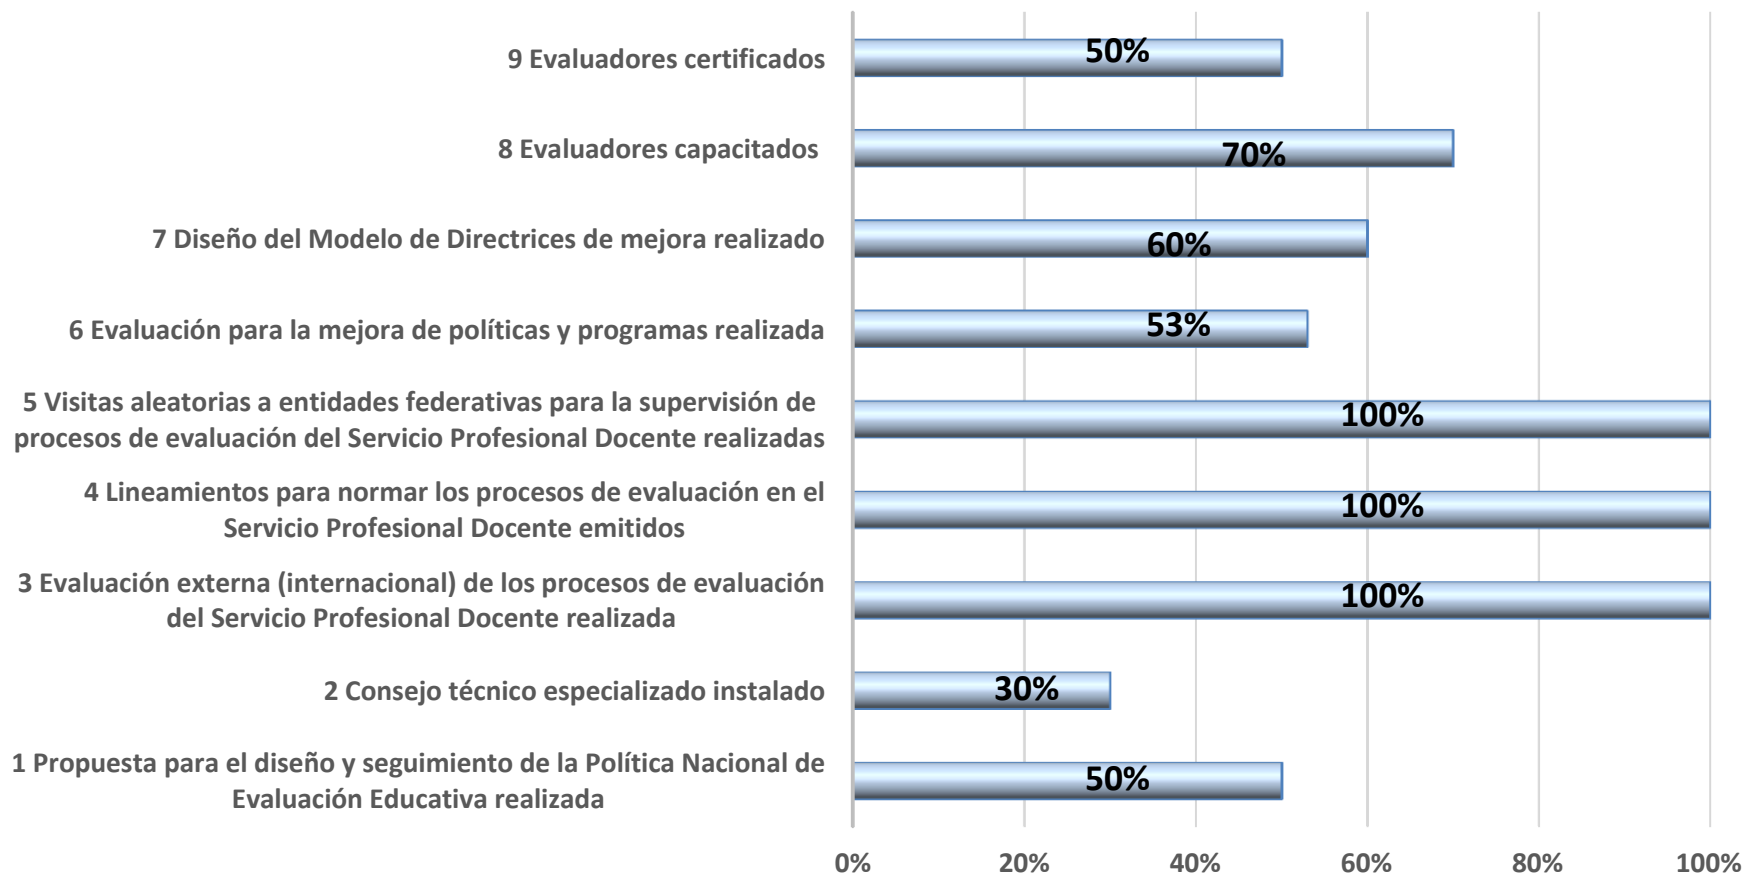 9 Evaluadores certificados
50%
8 Evaluadores capacitados
70%
7 Diseño del Modelo de Directrices de mejora realizado
60%
6 Evaluación para la mejora de políticas y programas realizada
53%
5 Visitas aleatorias a entidades federativas para la supervisión de
procesos de evaluación del Servicio Profesional Docente realizadas
100%
4 Lineamientos para normar los procesos de evaluación en el
Servicio Profesional Docente emitidos
100%
3 Evaluación externa (internacional) de los procesos de evaluación
del Servicio Profesional Docente realizada
100%
2 Consejo técnico especializado instalado
30%
1 Propuesta para el diseño y seguimiento de la Política Nacional de
Evaluación Educativa realizada
50%
0% 20% 40% 60% 80% 100%